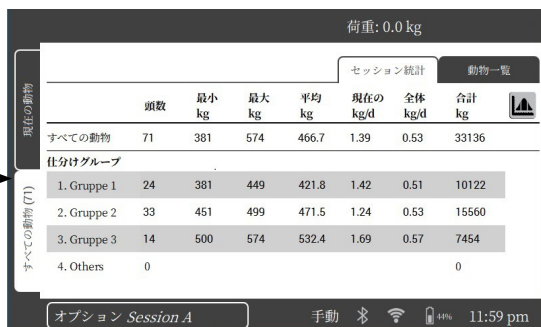 荷重: 0.0 kg
セッション統計 動物一覧
現在の動物
すべての動物 (71)
頭数 最小 kg 最大 kg 平均 kg 現在の kg/d 全体 kg/d 合計 kg
すべての動物 71 381 574 466.7 1.39 0.53 33136
仕分けグループ
1. Gruppe 1 24 381 449 421.8 1.42 0.51 10122
2. Gruppe 2 33 451 499 471.5 1.24 0.53 15560
3. Gruppe 3 14 500 574 532.4 1.69 0.57 7454
4. Others 0 0
オプション Session A 手動 44% 11:59 pm